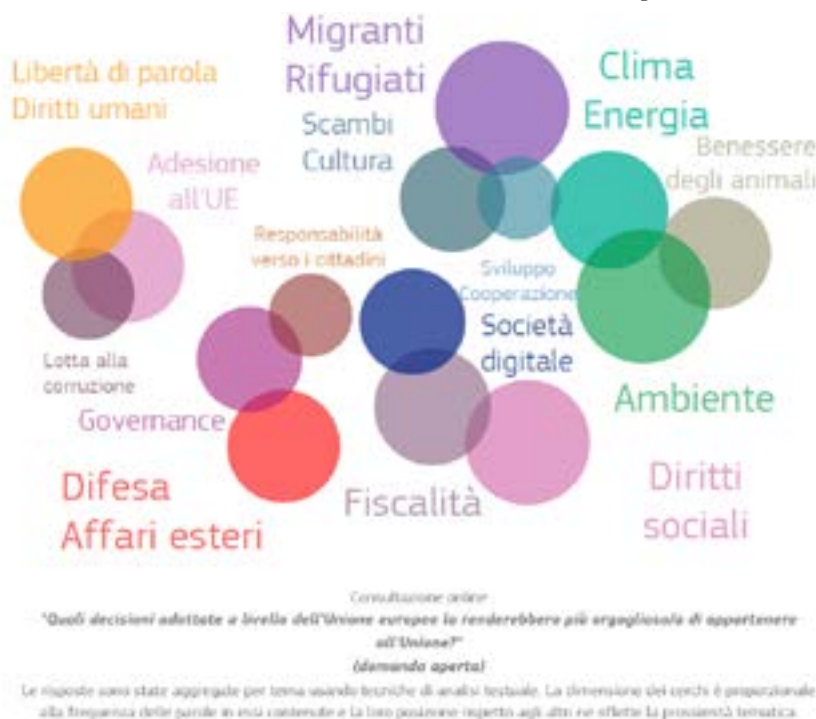 Migranti
Rifugiati
Libertà di parola
Diritti umani
Clima
Energia
Scambi
Cultura
Benessere
degli animali
Adesione
all'UE
Responsabilità
verso i cittadini
Sviluppo
Cooperazione
Società
digitale
Lotta alla
corruzione
Governance
Ambiente
Difesa
Affari esteri
Fiscalità
Diritti
sociali
Consultazione online
"Quali decisioni adottate a livello dell'Unione europea la renderebbero più orgoglioso/a di appartenere
all'Unione?"
(domanda aperta)
Le risposte sono state aggregate per tema usando tecniche di analisi testuale. La dimensione dei cerchi è proporzionale
alla frequenza delle parole in essi contenute e la loro posizione rispetto agli altri ne riflette la prossimità tematica.